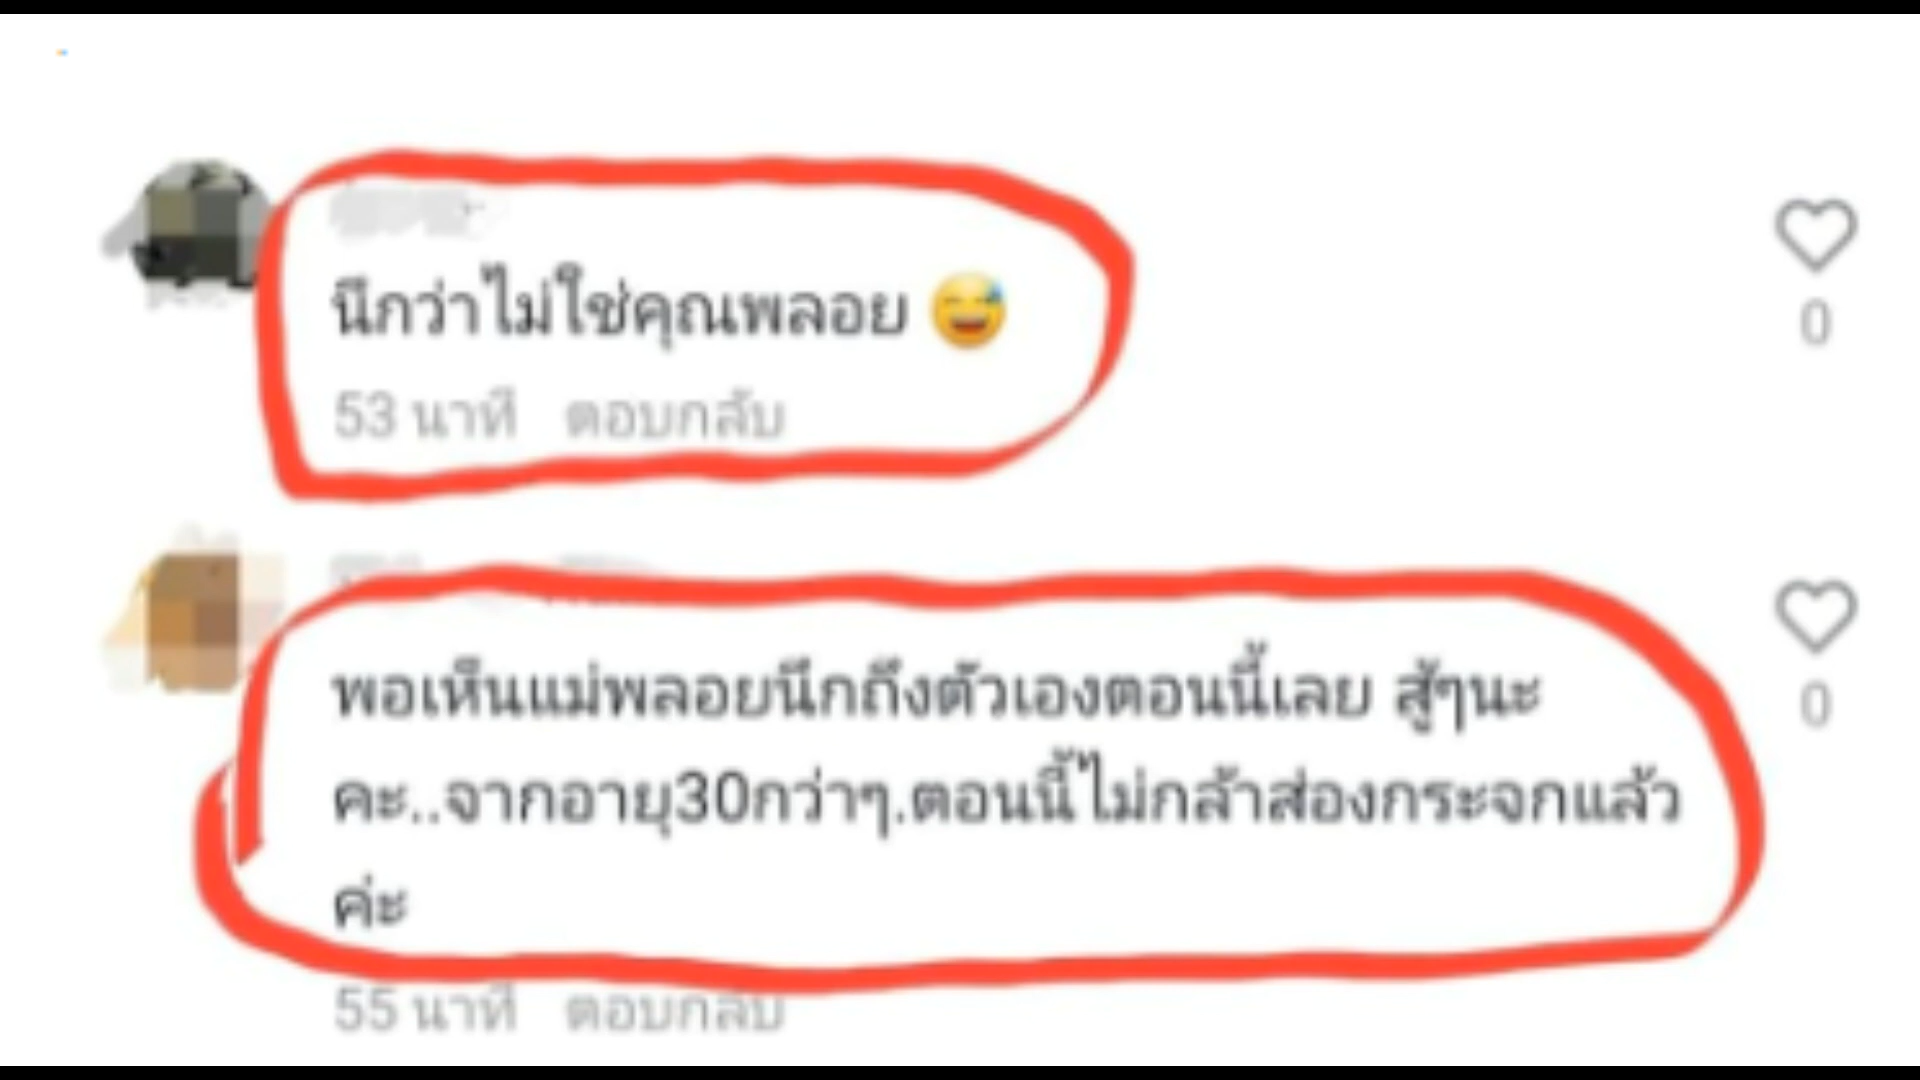 นึกว่าไม่ใช่คุณพลอย 😅
53 นาที ตอบกลับ
0
พอเห็นแม่พลอยนึกถึงตัวเองตอนนี้เลย สู้ๆนะ
คะ..จากอายุ30กว่าๆ.ตอนนี้ไม่กล้าส่องกระจกแล้ว
ค่ะ
0
55 นาที ตอบกลับ